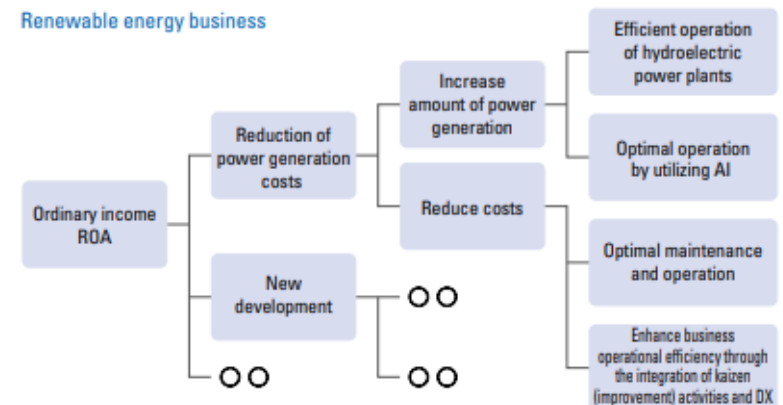 Renewable energy business
Ordinary income
ROA
Reduction of
power generation
costs
New
development
○○
Increase
amount of power
generation
Reduce costs
○○
○○
Efficient operation
of hydroelectric
power plants
Optimal operation
by utilizing AI
Optimal maintenance
and operation
Enhance business
operational efficiency through
the integration of kaizen
(improvement) activities and DX